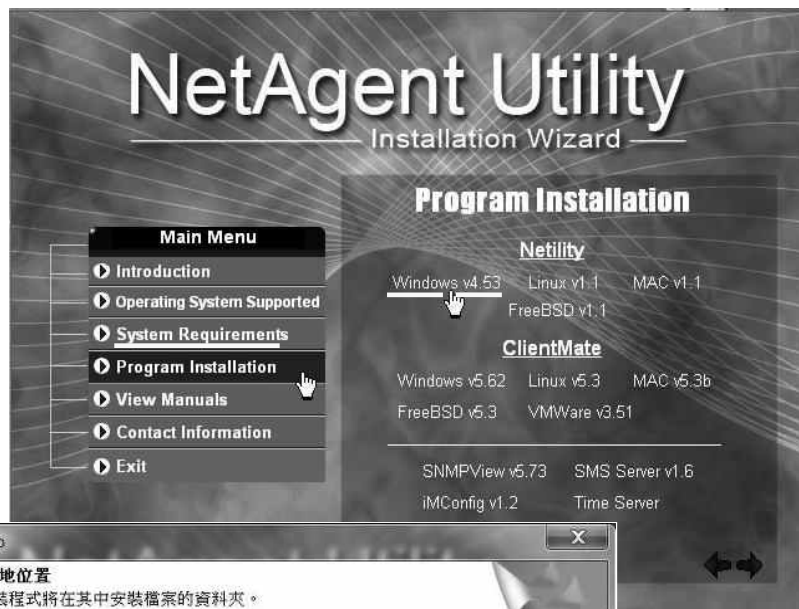 NetAgent Utility
Installation Wizard
Program Installation
Main Menu
Introduction
Operating System Supported
System Requirements
Program Installation
View Manuals
Contact Information
Exit
Netility
Windows v4.53 Linux v1.1 MAC v1.1
FreeBSD v1.1
ClientMate
Windows v5.62 Linux v5.3 MAC v5.3b
FreeBSD v5.3 VMWare v3.51
SNMPView v5.73 SMS Server v1.6
iMConfig v1.2 Time Server
地位置
裝程式將在其中安裝檔案的資料夾。